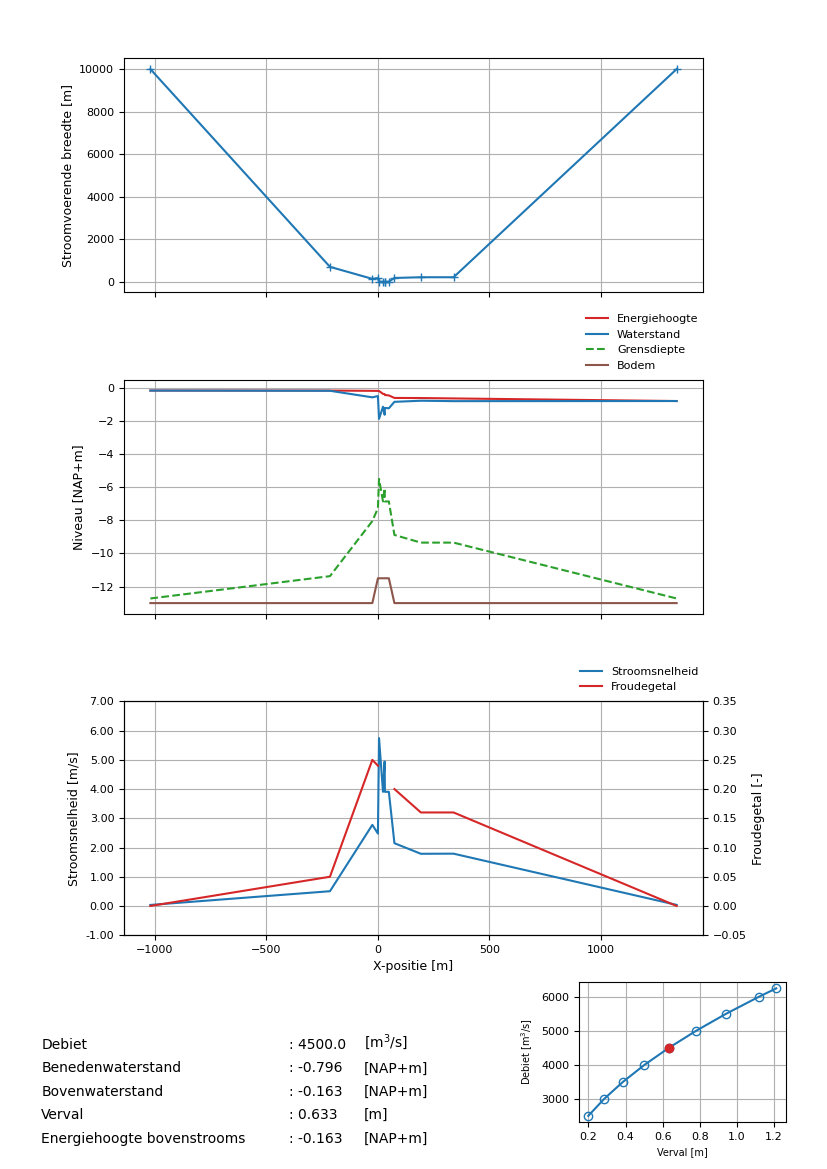 10000
8000
6000
4000
2000
0
Stroomvoerende breedte [m]
Energiehoogte
Waterstand
Grensdiepte
Bodem
0
−2
−4
−6
−8
−10
−12
Niveau [NAP+m]
Stroomsnelheid
Froudegetal
7.00
6.00
5.00
4.00
3.00
2.00
1.00
0.00
-1.00
Stroomsnelheid [m/s]
0.35
0.30
0.25
0.20
0.15
0.10
0.05
0.00
−0.05
Froudegetal [-]
−1000 −500 0 500 1000
X-positie [m]
Debiet : 4500.0 [m³/s]
Benedenwaterstand : -0.796 [NAP+m]
Bovenwaterstand : -0.163 [NAP+m]
Verval : 0.633 [m]
Energiehoogte bovenstrooms : -0.163 [NAP+m]
6000
5000
4000
3000
Debiet [m³/s]
0.2 0.4 0.6 0.8 1.0 1.2
Verval [m]